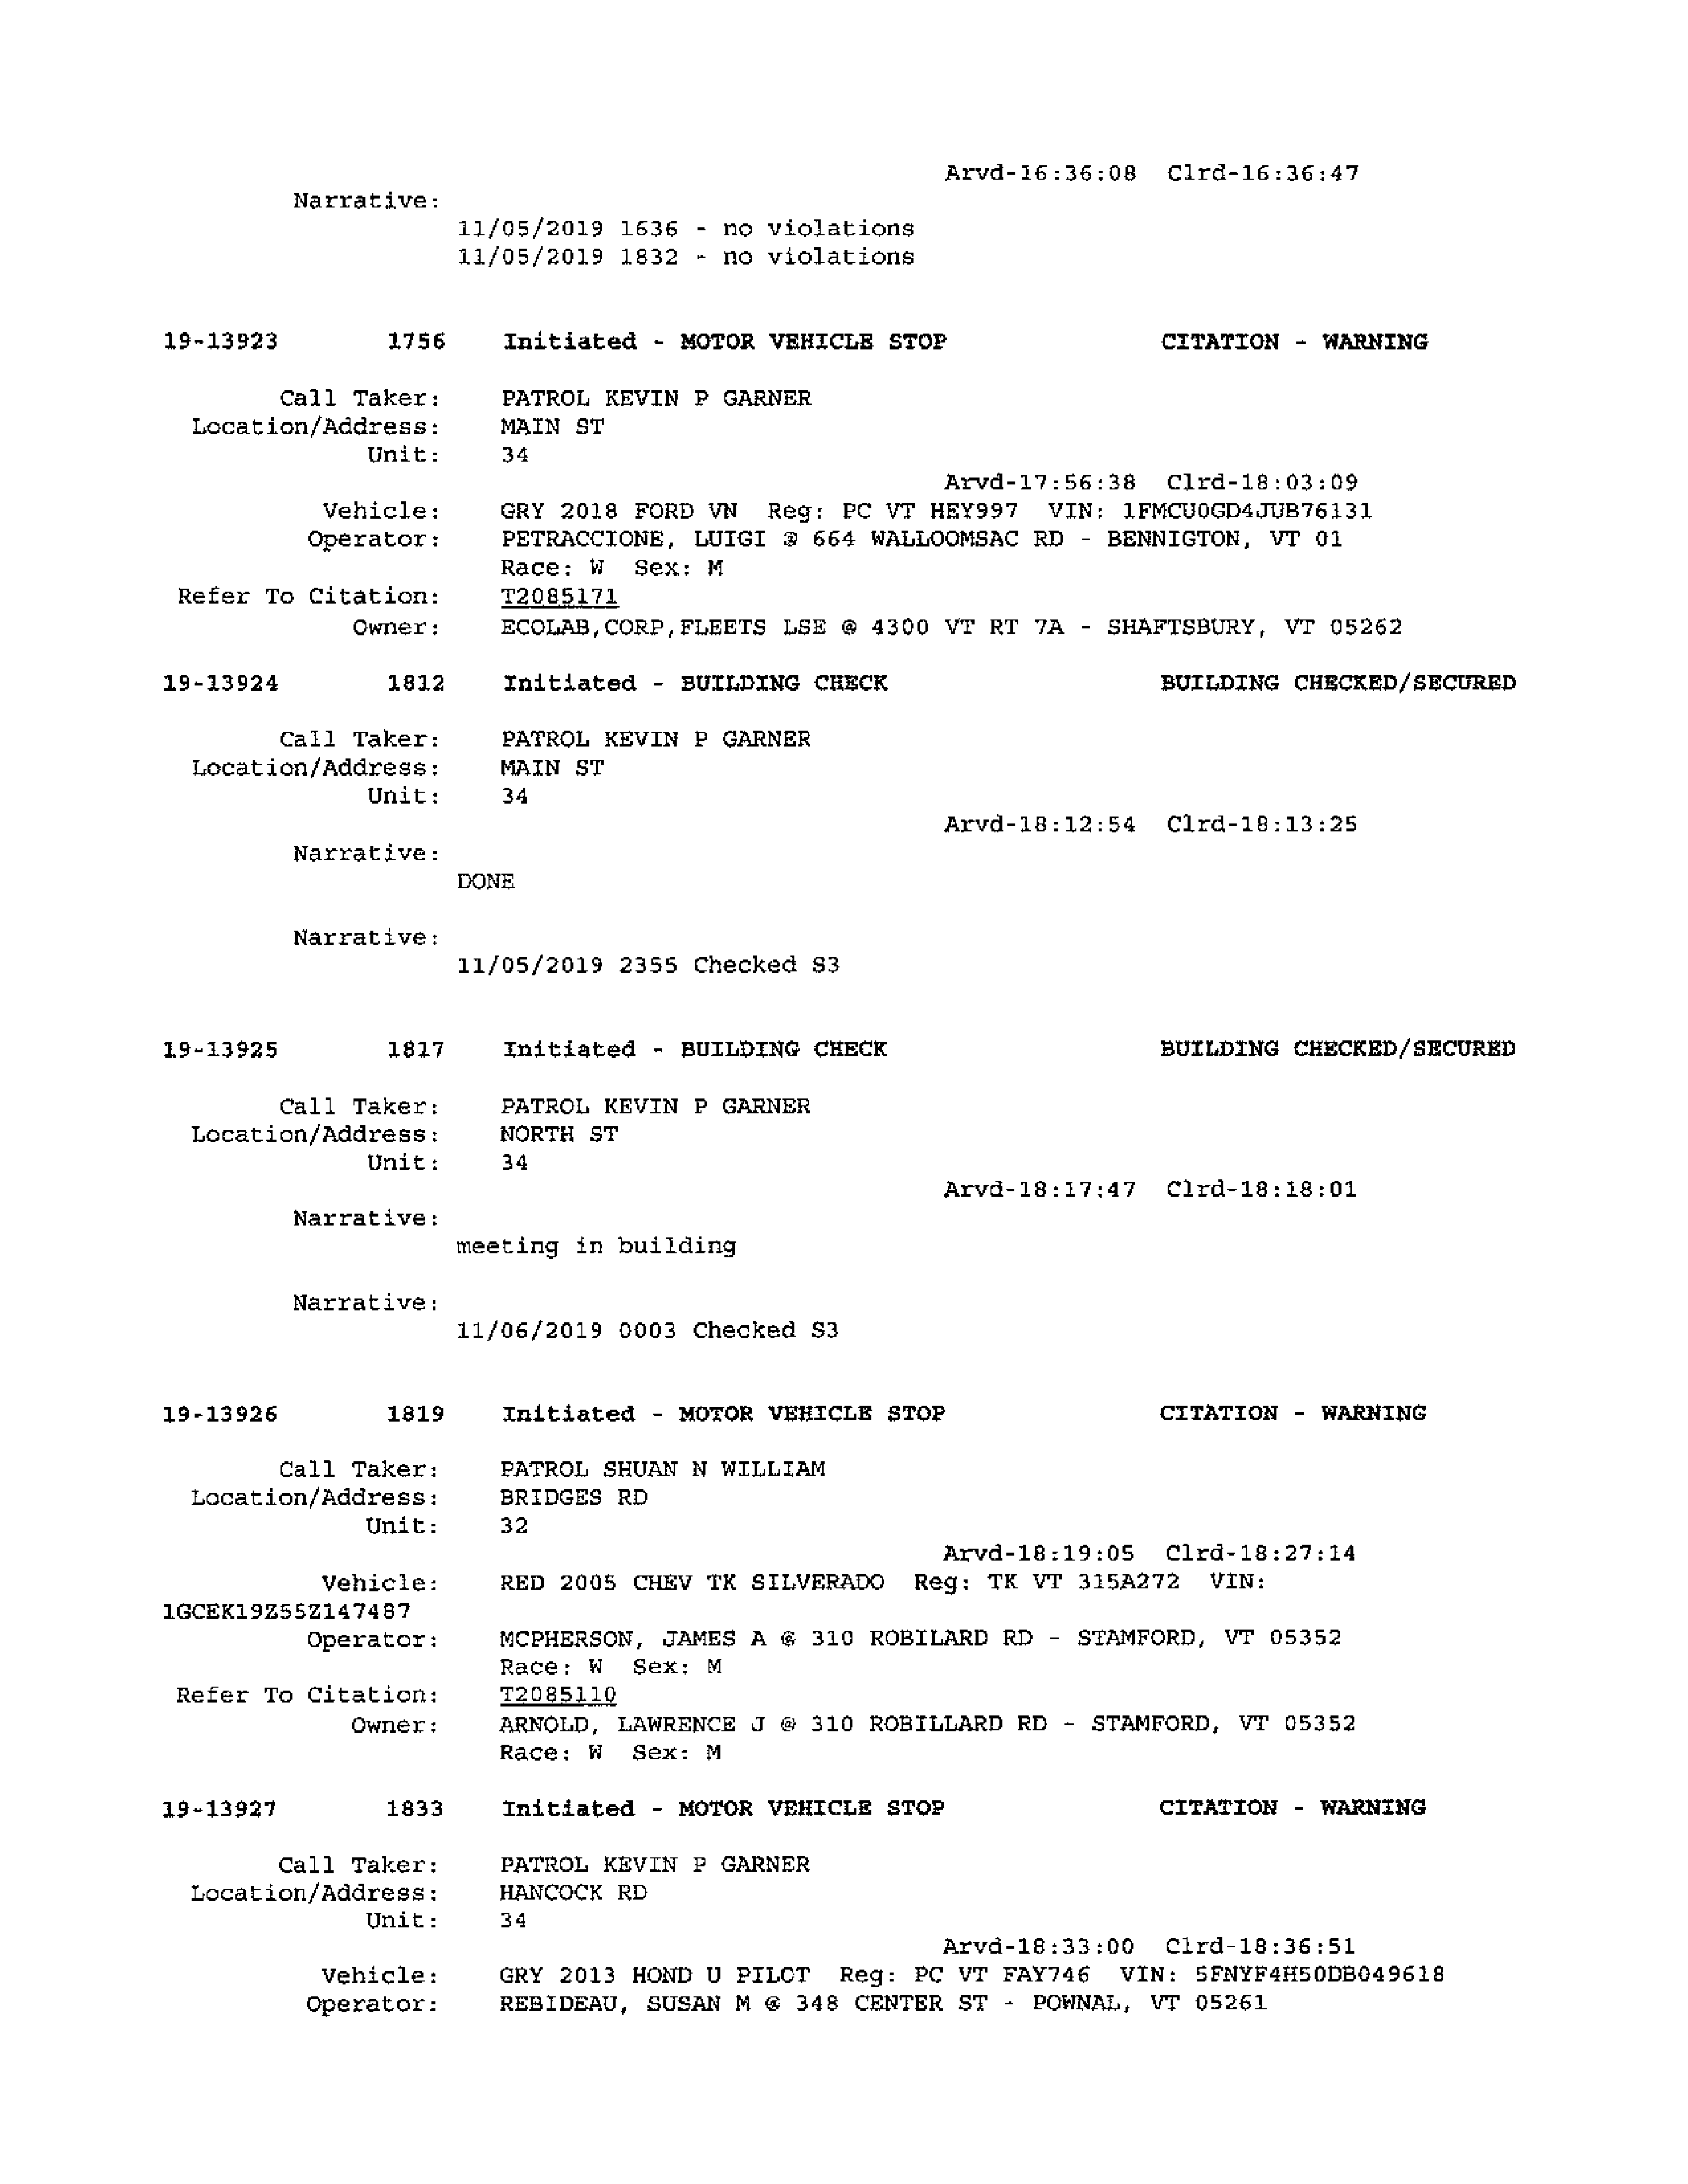 Arvd-16:36:08  Clrd-16:36:47
Narrative:
11/05/2019 1636 - no violations
11/05/2019 1832 - no violations
19-13923 1756 Initiated - MOTOR VEHICLE STOP CITATION - WARNING
Call Taker: PATROL KEVIN P GARNER
Location/Address: MAIN ST
Unit: 34
Arvd-17:56:38  Clrd-18:03:09
Vehicle: GRY 2018 FORD VN  Reg: PC VT HEY997  VIN: 1FMCU0GD4JUB76131
Operator: PETRACCIONE, LUIGI @ 664 WALLOOMSAC RD - BENNIGTON, VT 01
Race: W  Sex: M
Refer To Citation: T2085171
Owner: ECOLAB,CORP,FLEETS LSE @ 4300 VT RT 7A - SHAFTSBURY, VT 05262
19-13924 1812 Initiated - BUILDING CHECK BUILDING CHECKED/SECURED
Call Taker: PATROL KEVIN P GARNER
Location/Address: MAIN ST
Unit: 34
Arvd-18:12:54  Clrd-18:13:25
Narrative:
DONE
Narrative:
11/05/2019 2355 Checked S3
19-13925 1817 Initiated - BUILDING CHECK BUILDING CHECKED/SECURED
Call Taker: PATROL KEVIN P GARNER
Location/Address: NORTH ST
Unit: 34
Arvd-18:17:47  Clrd-18:18:01
Narrative:
meeting in building
Narrative:
11/06/2019 0003 Checked S3
19-13926 1819 Initiated - MOTOR VEHICLE STOP CITATION - WARNING
Call Taker: PATROL SHUAN N WILLIAM
Location/Address: BRIDGES RD
Unit: 32
Arvd-18:19:05  Clrd-18:27:14
Vehicle: RED 2005 CHEV TK SILVERADO  Reg: TK VT 315A272  VIN:
1GCEK19Z55Z147487
Operator: MCPHERSON, JAMES A @ 310 ROBILARD RD - STAMFORD, VT 05352
Race: W  Sex: M
Refer To Citation: T2085110
Owner: ARNOLD, LAWRENCE J @ 310 ROBILLARD RD - STAMFORD, VT 05352
Race: W  Sex: M
19-13927 1833 Initiated - MOTOR VEHICLE STOP CITATION - WARNING
Call Taker: PATROL KEVIN P GARNER
Location/Address: HANCOCK RD
Unit: 34
Arvd-18:33:00  Clrd-18:36:51
Vehicle: GRY 2013 HOND U PILOT  Reg: PC VT FAY746  VIN: 5FNYF4H50DB049618
Operator: REBIDEAU, SUSAN M @ 348 CENTER ST - POWNAL, VT 05261